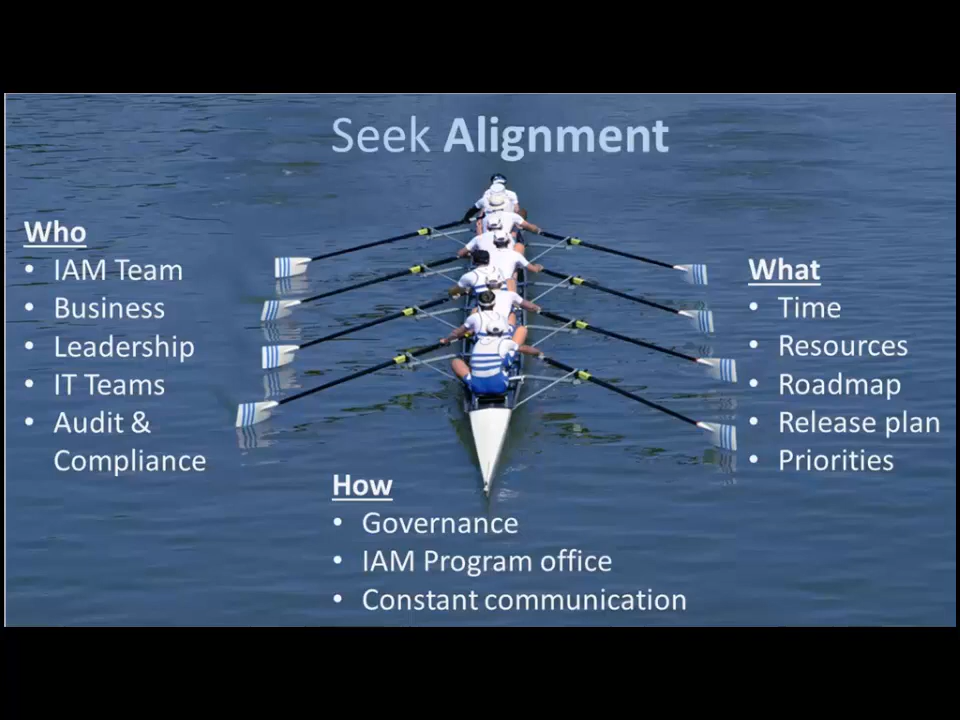 Seek Alignment
Who
• IAM Team
• Business
• Leadership
• IT Teams
• Audit &
Compliance
What
• Time
• Resources
• Roadmap
• Release plan
• Priorities
How
• Governance
• IAM Program office
• Constant communication